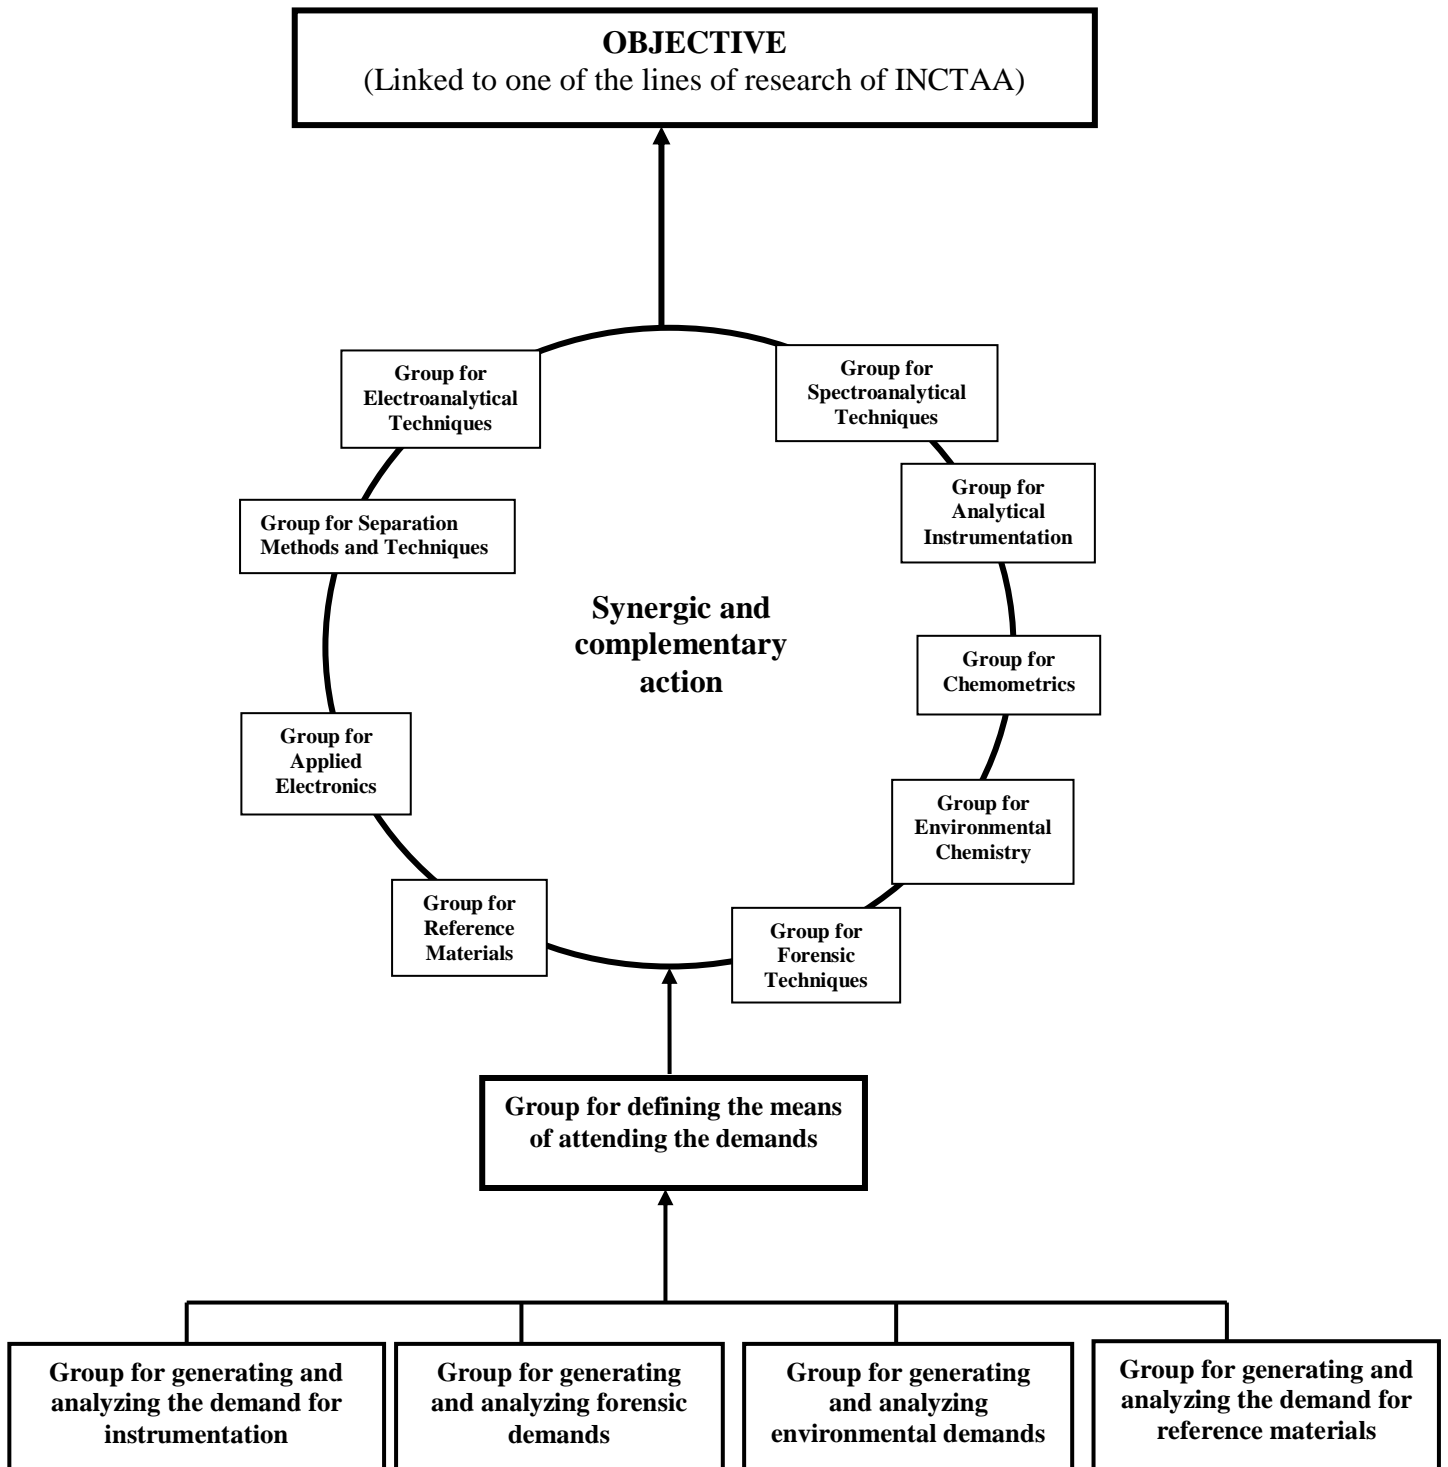 OBJECTIVE
(Linked to one of the lines of research of INCTAA)
Group for
Electroanalytical
Techniques
Group for
Spectroanalytical
Techniques
Group for
Analytical
Instrumentation
Group for Separation
Methods and Techniques
Synergic and
complementary
action
Group for
Chemometrics
Group for
Applied
Electronics
Group for
Environmental
Chemistry
Group for
Reference
Materials
Group for
Forensic
Techniques
Group for defining the means
of attending the demands
Group for generating and
analyzing the demand for
instrumentation
Group for generating
and analyzing forensic
demands
Group for generating
and analyzing
environmental demands
Group for generating and
analyzing the demand for
reference materials